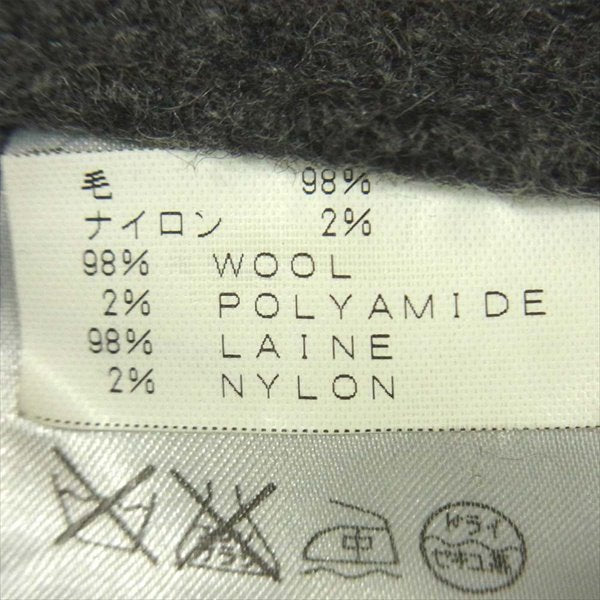 毛 98%
ナイロン 2%
98% WOOL
2% POLYAMIDE
98% LAINE
2% NYLON
中
ドライ
セキユ系